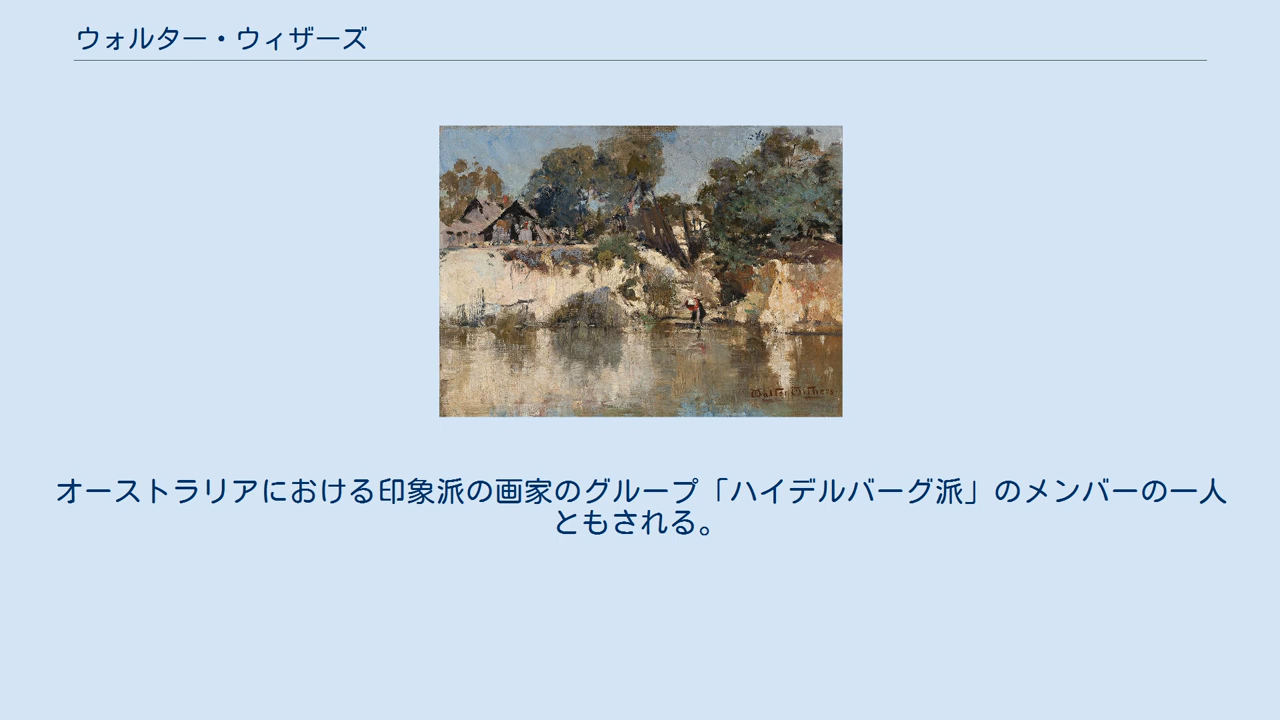 ウォルター・ウィザーズ
Walter Withers
オーストラリアにおける印象派の画家のグループ「ハイデルバーグ派」のメンバーの一人
ともされる。